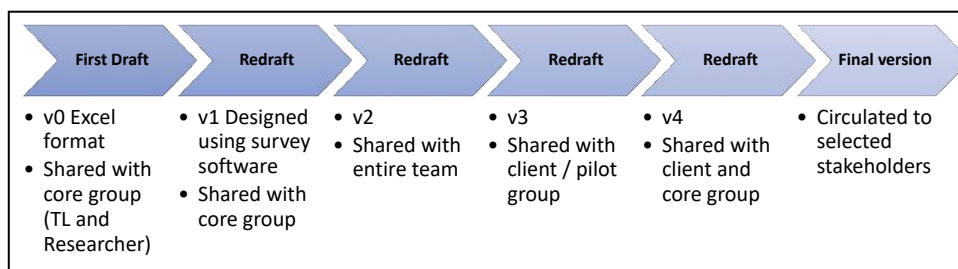 First Draft
Redraft
Redraft
Redraft
Redraft
Final version
• v0 Excel
format
• Shared with
core group
(TL and
Researcher)
• v1 Designed
using survey
software
• Shared with
core group
• v2
• Shared with
entire team
• v3
• Shared with
client / pilot
group
• v4
• Shared with
client and
core group
• Circulated to
selected
stakeholders